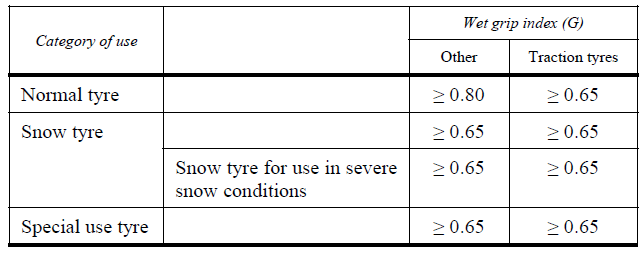 Category of use
Wet grip index (G)
Other Traction tyres
Normal tyre ≥ 0.80 ≥ 0.65
Snow tyre ≥ 0.65 ≥ 0.65
Snow tyre for use in severe
snow conditions ≥ 0.65 ≥ 0.65
Special use tyre ≥ 0.65 ≥ 0.65